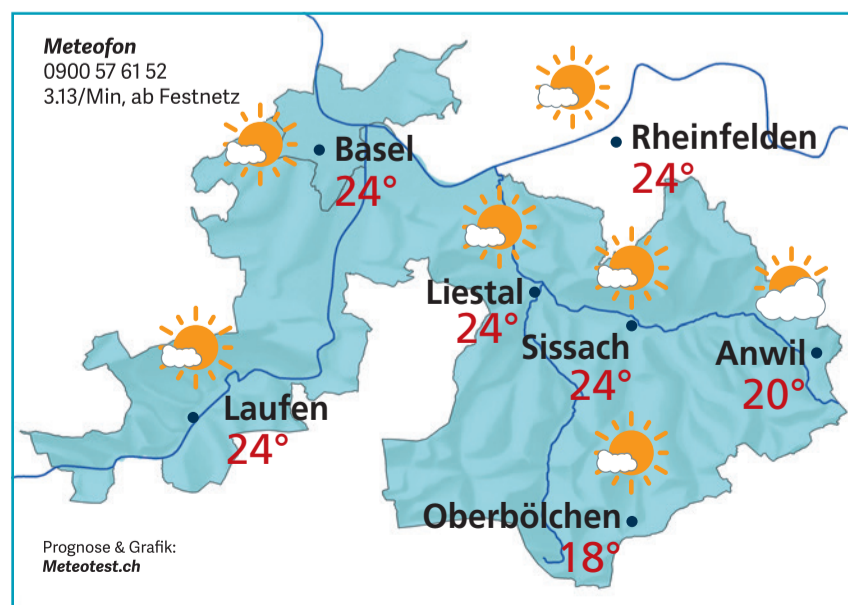 Meteofon
0900 57 61 52
3.13/Min, ab Festnetz
Basel
24°
Rheinfelden
24°
Liestal
24°
Sissach
24°
Anwil
20°
Laufen
24°
Oberbölchen
18°
Prognose & Grafik:
Meteotest.ch